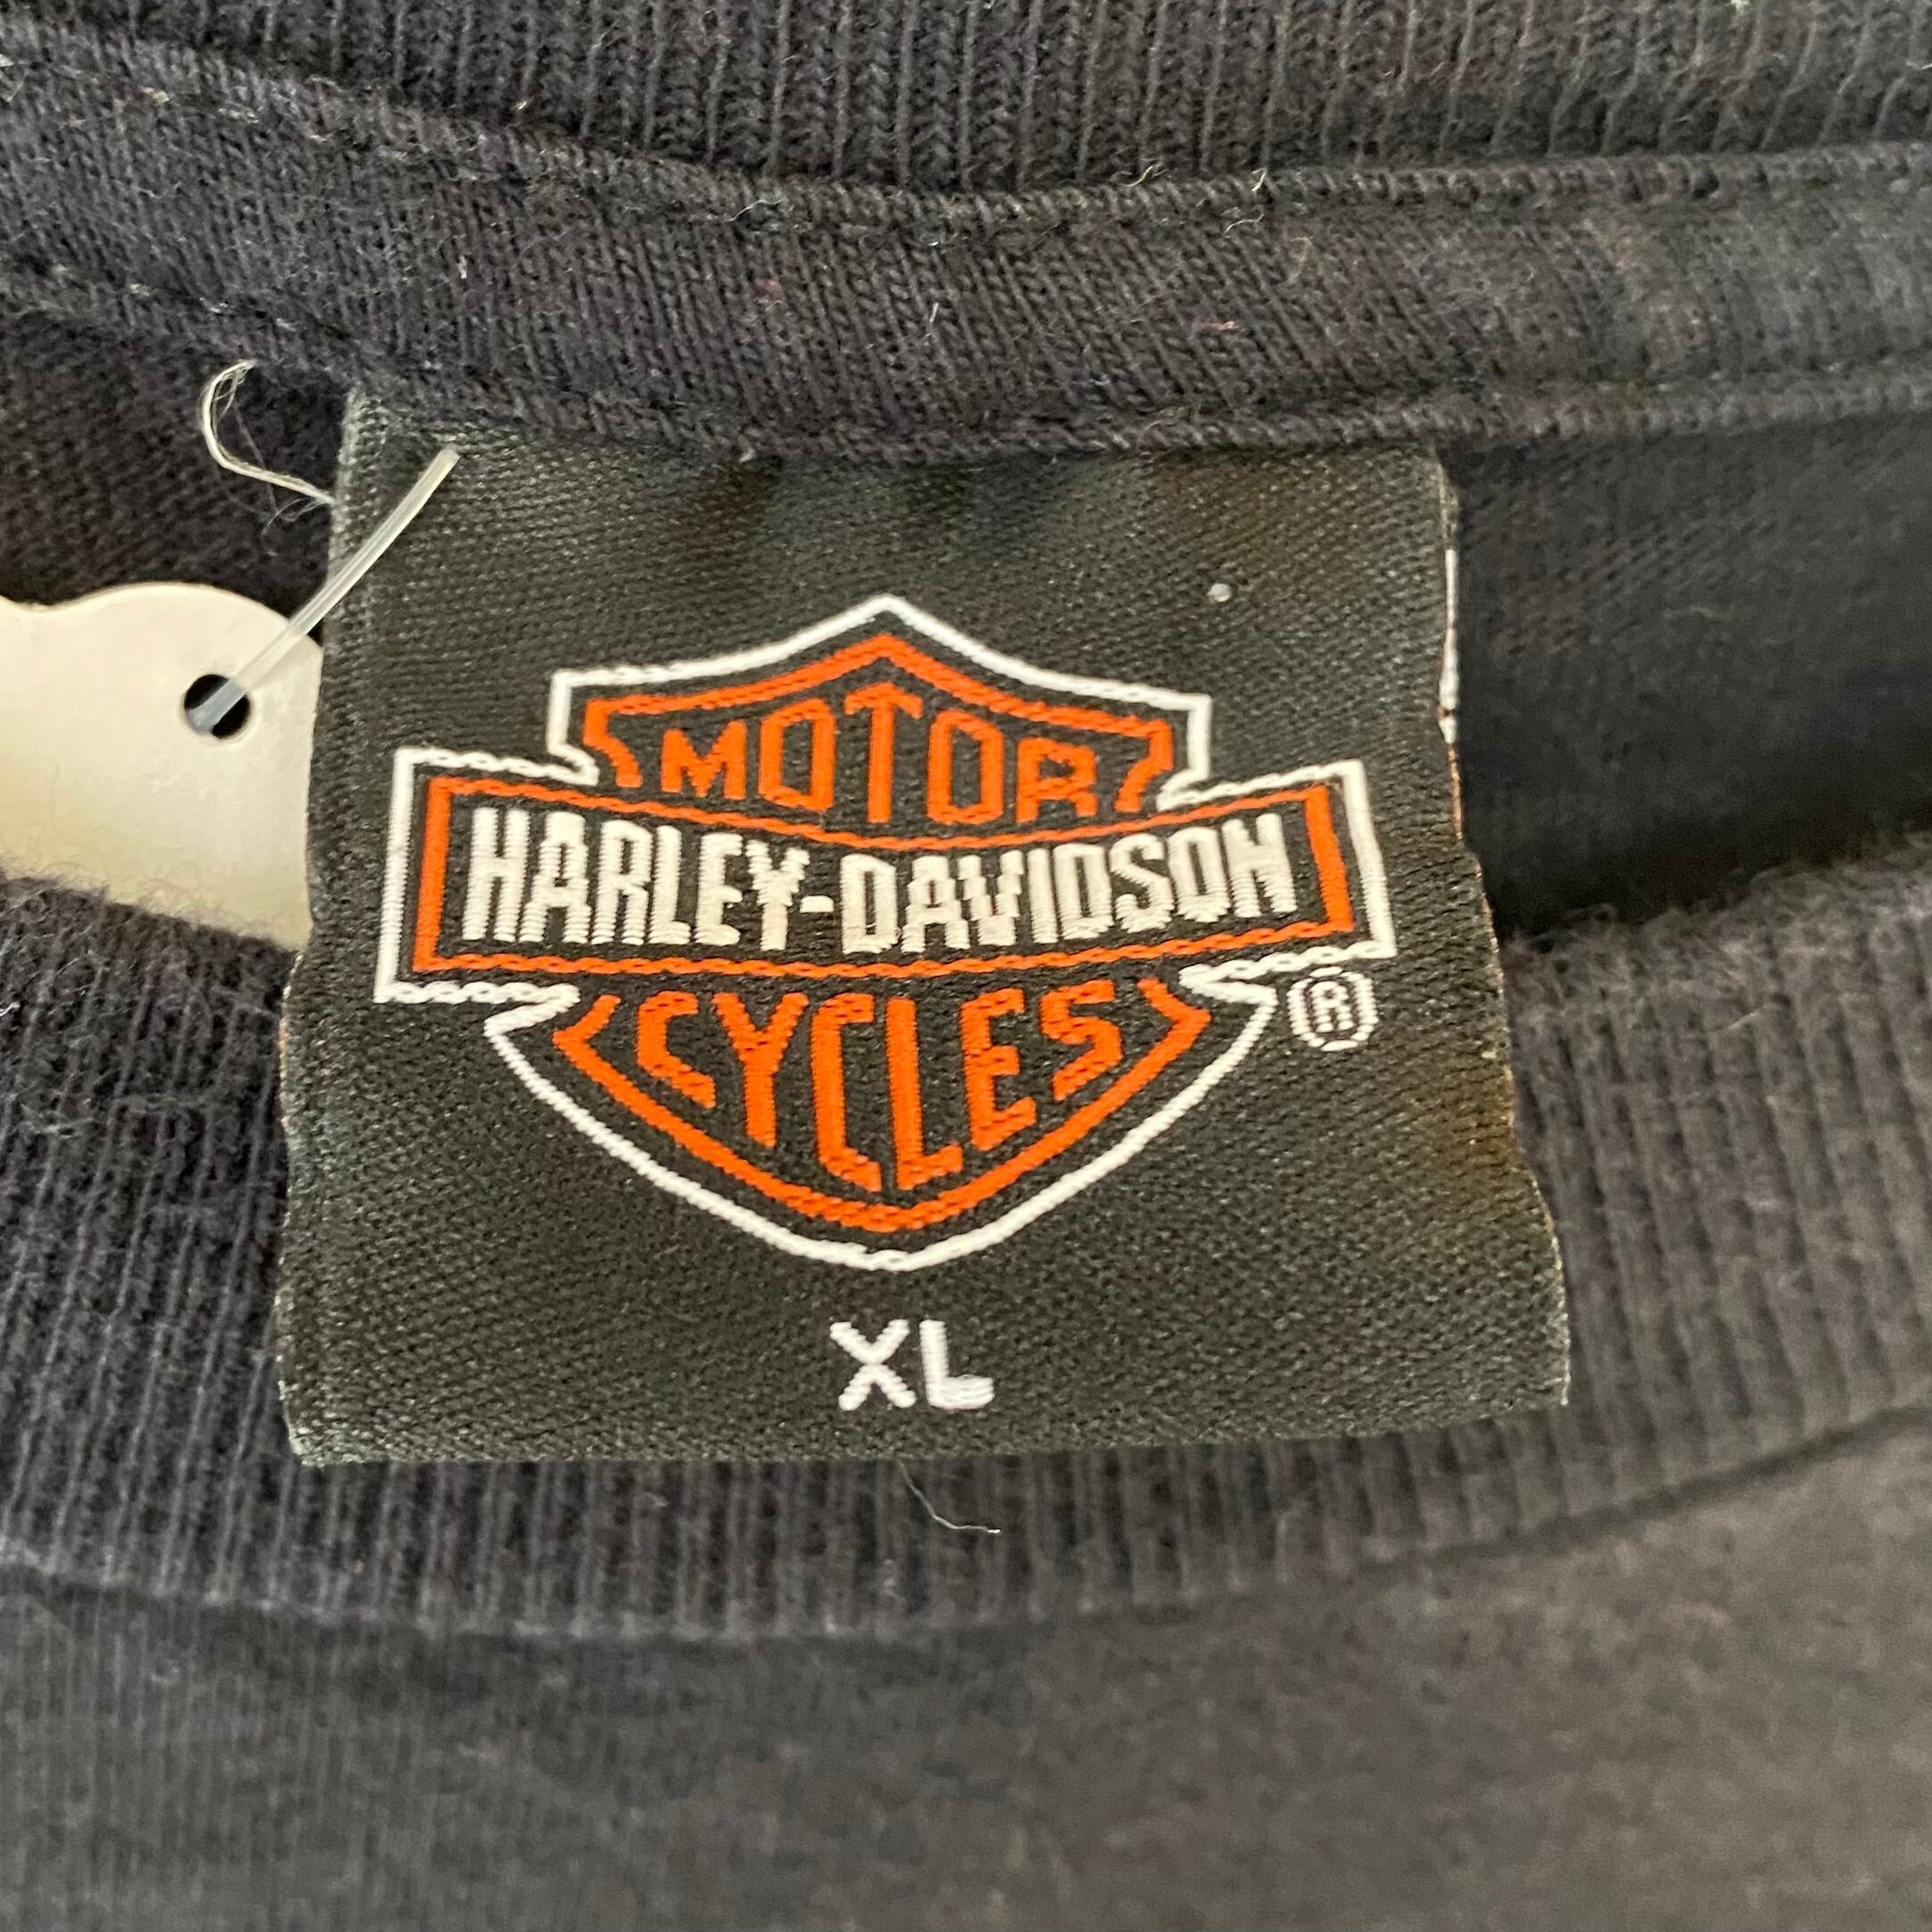 MOTOR
HARLEY-DAVIDSON
®
CYCLES
XL